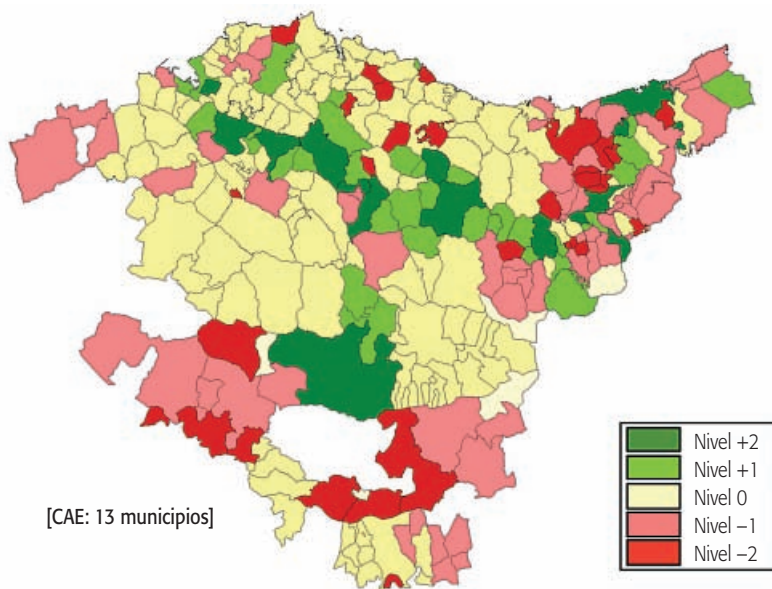 Nivel +2
Nivel +1
Nivel 0
Nivel −1
Nivel −2
[CAE: 13 municipios]